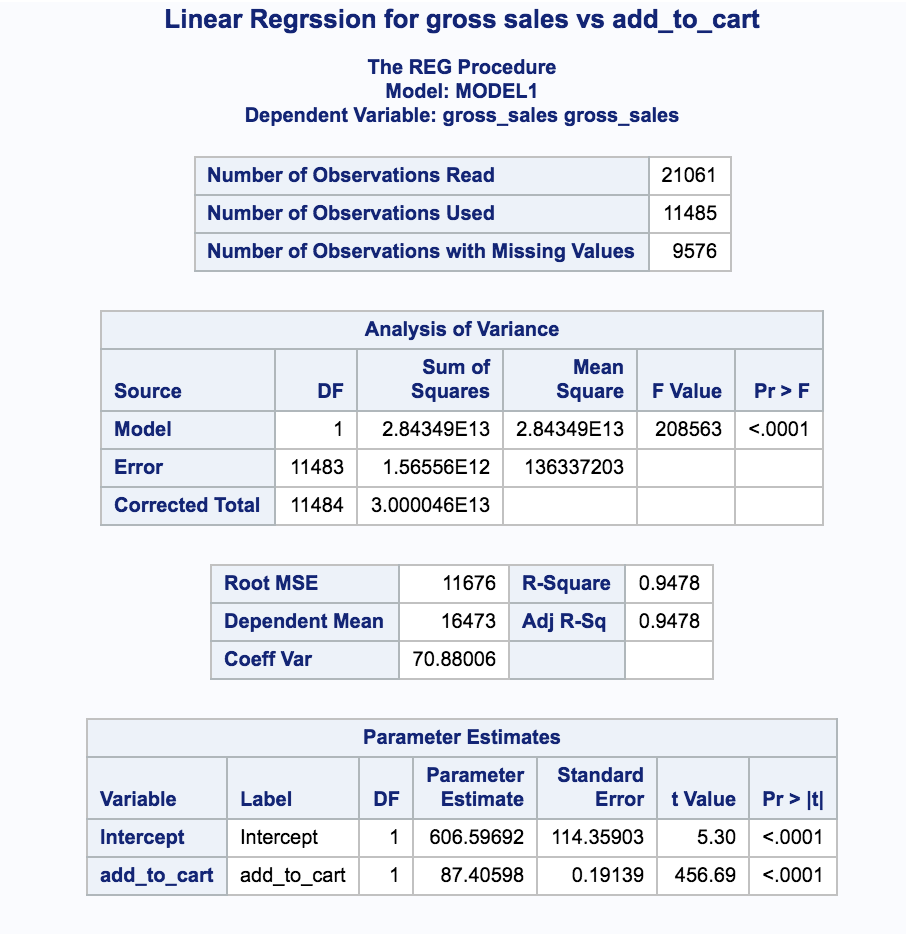 Linear Regrssion for gross sales vs add_to_cart
The REG Procedure
Model: MODEL1
Dependent Variable: gross_sales gross_sales
Number of Observations Read 21061
Number of Observations Used 11485
Number of Observations with Missing Values 9576
Analysis of Variance
Source DF Sum of Squares Mean Square F Value Pr > F
Model 1 2.84349E13 2.84349E13 208563 <.0001
Error 11483 1.56556E12 136337203
Corrected Total 11484 3.000046E13
Root MSE 11676 R-Square 0.9478
Dependent Mean 16473 Adj R-Sq 0.9478
Coeff Var 70.88006
Parameter Estimates
Variable Label DF Parameter Estimate Standard Error t Value Pr > |t|
Intercept Intercept 1 606.59692 114.35903 5.30 <.0001
add_to_cart add_to_cart 1 87.40598 0.19139 456.69 <.0001